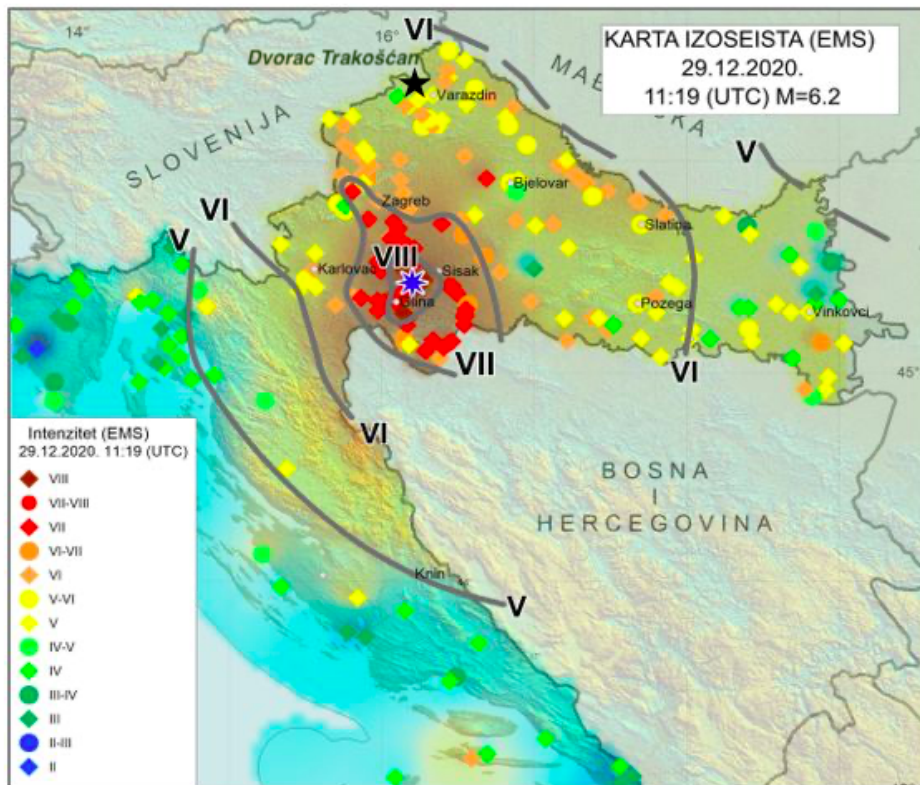 14°
16°
VI
Dvorac Trakošćan
KARTA IZOSEISTA (EMS)
29.12.2020.
11:19 (UTC) M=6.2
Varazdin
SLOVENIJA
V
Bjelovar
Zagreb
VI
V
Slatina
Karlovac
VIII
Sisak
Glina
Pozega
Vinkovci
VII
VI
45°
VI
Intenzitet (EMS)
29.12.2020. 11:19 (UTC)
VIII
VII-VIII
VII
VI-VII
VI
V-VI
V
IV-V
IV
III-IV
III
II-III
II
BOSNA
I
HERCEGOVINA
Knin
V